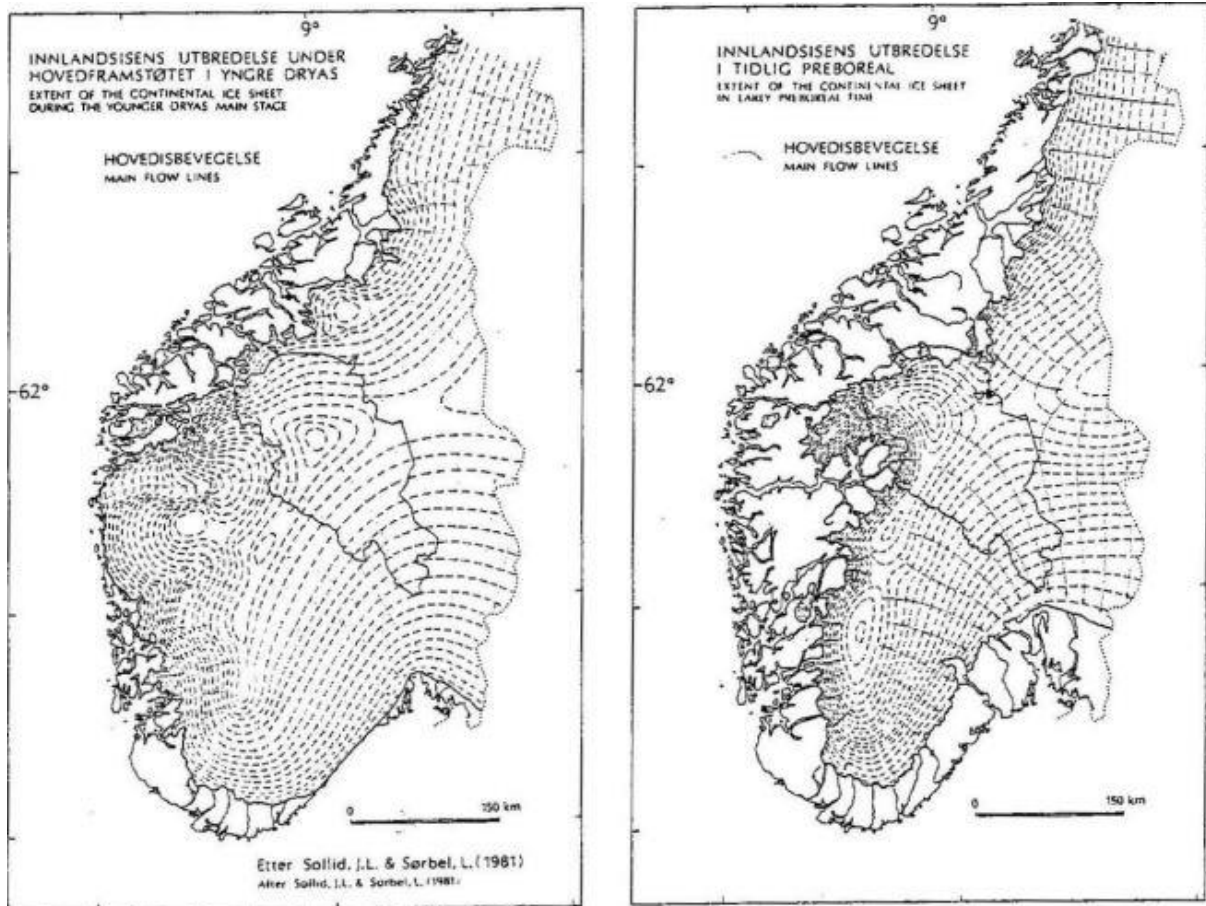 9°
INNLANDSISENS UTBREDELSE UNDER
HOVEDFRAMSTØTET I YNGRE DRYAS
EXTENT OF THE CONTINENTAL ICE SHEET
DURING THE YOUNGER DRYAS MAIN STAGE
HOVEDISBEVEGELSE
MAIN FLOW LINES
62°
0 150 km
Etter Sollid, J.L. & Sørbel, L. (1981)
After Sollid, J.L. & Sørbel, L. (1981)
9°
INNLANDSISENS UTBREDELSE
I TIDLIG PREBOREAL
EXTENT OF THE CONTINENTAL ICE SHEET
IN EARLY PREBOREAL TIME
HOVEDISBEVEGELSE
MAIN FLOW LINES
62°
0 150 km